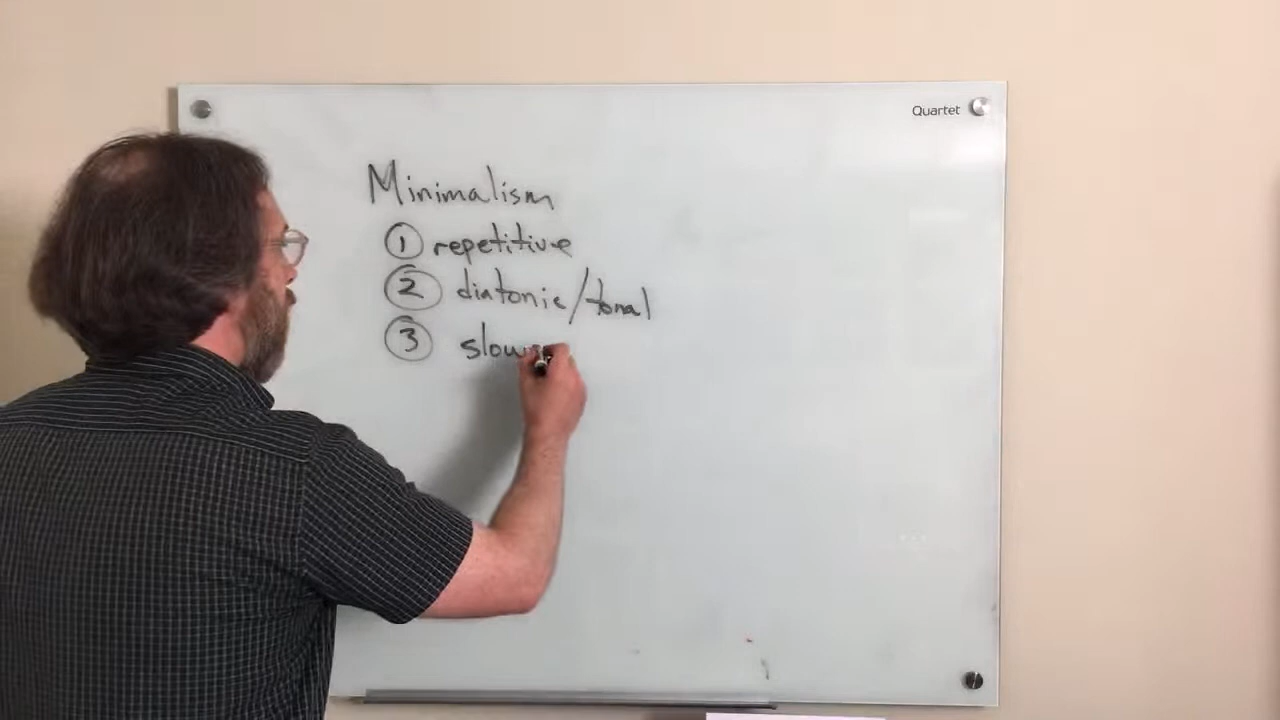 Quartet
Minimalism
1 repetitive
2 diatonic/tonal
3 slow